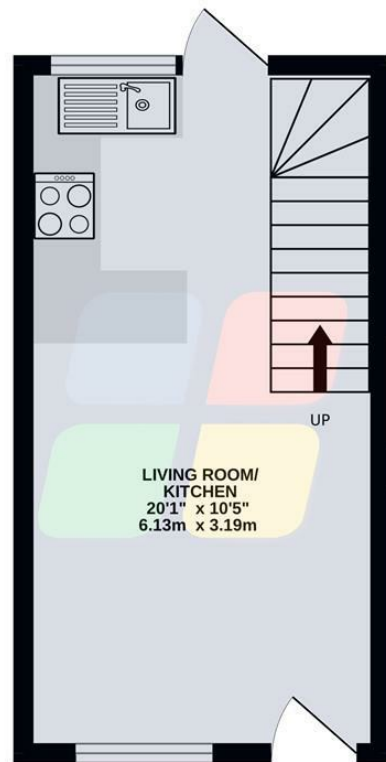 UP
LIVING ROOM/
KITCHEN
20'1" x 10'5"
6.13m x 3.19m